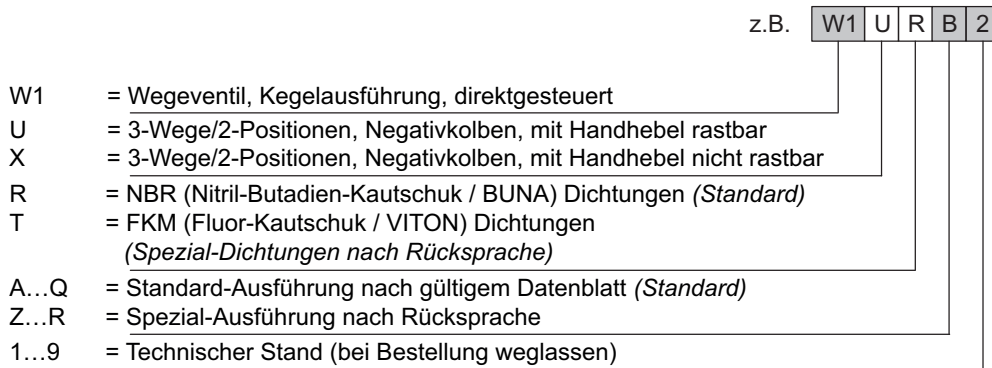 z.B. W1 U R B 2
W1 = Wegeventil, Kegelausführung, direktgesteuert
U = 3-Wege/2-Positionen, Negativkolben, mit Handhebel rastbar
X = 3-Wege/2-Positionen, Negativkolben, mit Handhebel nicht rastbar
R = NBR (Nitril-Butadien-Kautschuk / BUNA) Dichtungen (Standard)
T = FKM (Fluor-Kautschuk / VITON) Dichtungen
(Spezial-Dichtungen nach Rücksprache)
A…Q = Standard-Ausführung nach gültigem Datenblatt (Standard)
Z…R = Spezial-Ausführung nach Rücksprache
1…9 = Technischer Stand (bei Bestellung weglassen)